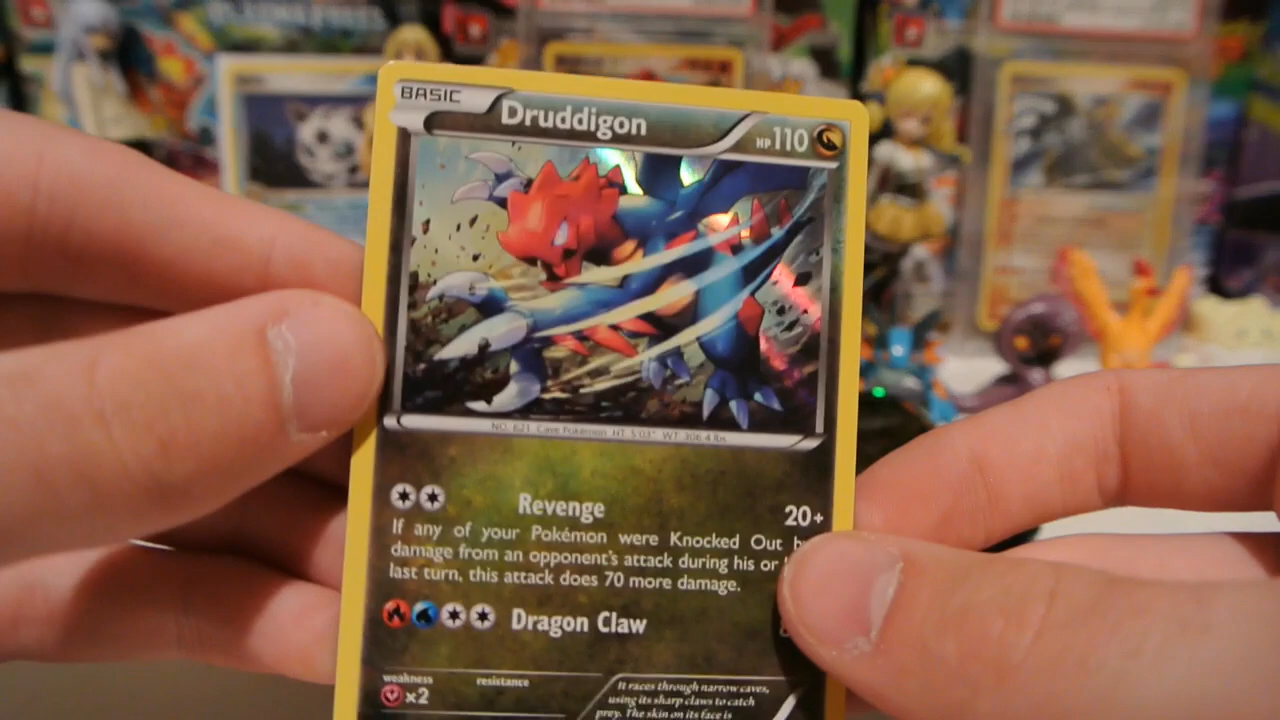 BASIC
Druddigon
HP110
NO. 621 Cave Pokémon HT: 5'03" WT: 306.4 lbs
Revenge 20+
If any of your Pokémon were Knocked Out
damage from an opponent's attack during his or
last turn, this attack does 70 more damage.
Dragon Claw
weakness resistance
×2
It races through narrow caves,
using its sharp claws to catch
prey. The skin on its face is